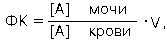 ФК = [А] мочи / [А] крови · V,